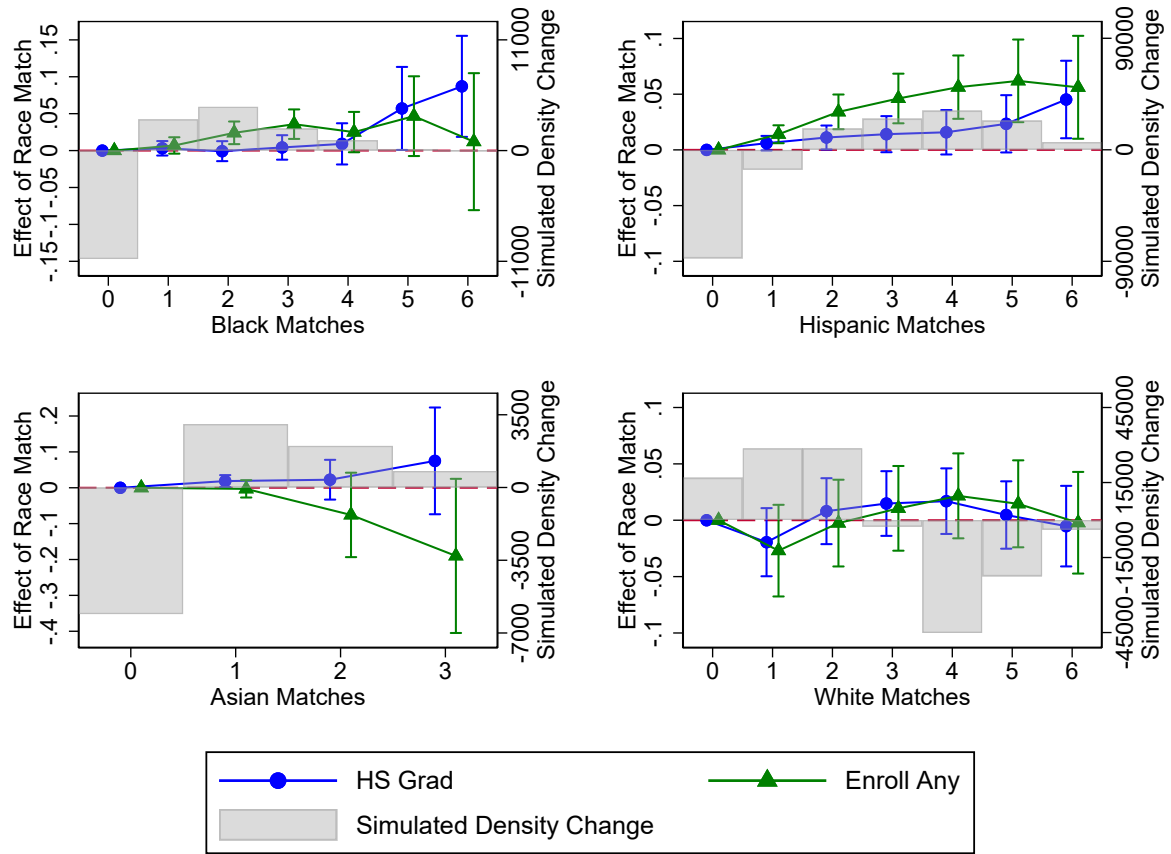 Effect of Race Match
.15
.1
.05
0
-.05
-.1
-.15
11000
0
-11000
Simulated Density Change
0 1 2 3 4 5 6
Black Matches
Effect of Race Match
.1
.05
0
-.05
-.1
90000
0
-90000
Simulated Density Change
0 1 2 3 4 5 6
Hispanic Matches
Effect of Race Match
.2
.1
0
-.1
-.2
-.3
-.4
3500
0
-3500
-7000
Simulated Density Change
0 1 2 3
Asian Matches
Effect of Race Match
.1
.05
0
-.05
-.1
45000
15000
-15000
-45000
Simulated Density Change
0 1 2 3 4 5 6
White Matches
HS Grad Enroll Any
Simulated Density Change